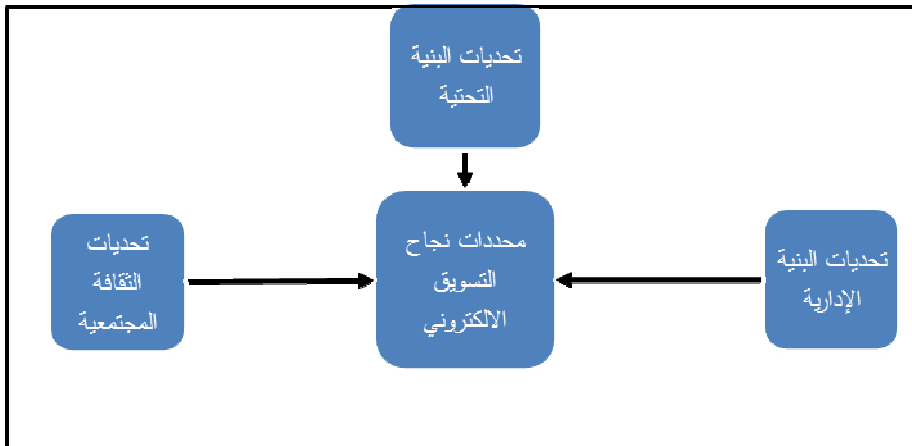 تحديات البنية
التحتية
محددات نجاح
التسويق
الالكتروني
تحديات البنية
الإدارية
تحديات
الثقافة
المجتمعية